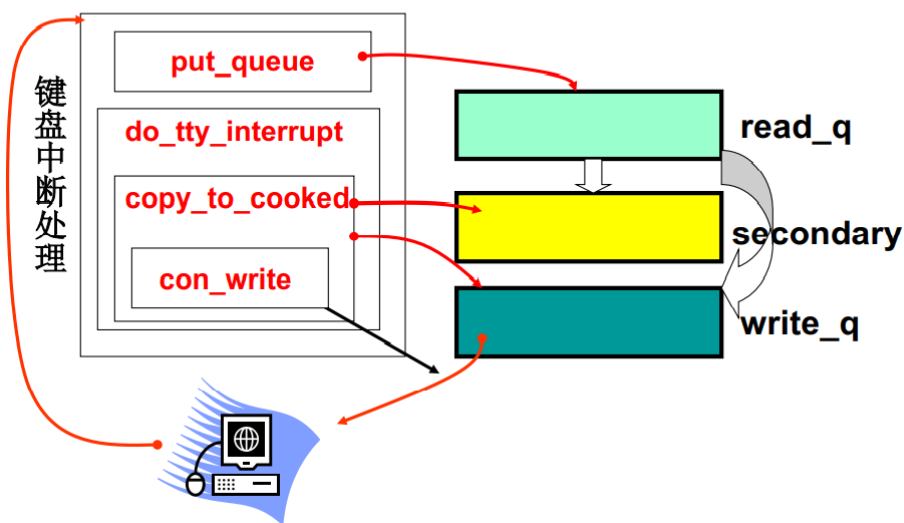 键盘中断处理
put_queue
do_tty_interrupt
copy_to_cooked
con_write
read_q
secondary
write_q